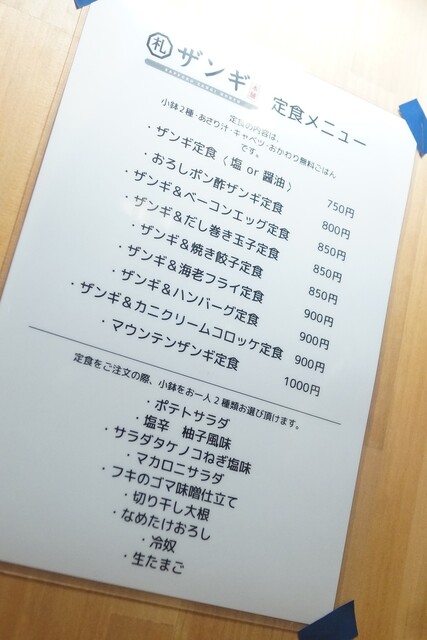 札 ザンギ 本舗 定食メニュー
定食の内容は、
小鉢2種・あさり汁・キャベツ・おかわり無料ごはん
です。
・ザンギ定食（塩 or 醤油） 750円
・おろしポン酢ザンギ定食 800円
・ザンギ＆ベーコンエッグ定食 850円
・ザンギ＆だし巻き玉子定食 850円
・ザンギ＆焼き餃子定食 850円
・ザンギ＆海老フライ定食 900円
・ザンギ＆ハンバーグ定食 900円
・ザンギ＆カニクリームコロッケ定食 900円
・マウンテンザンギ定食 1000円
定食をご注文の際、小鉢をお一人2種類お選び頂けます。
・ポテトサラダ
・塩辛 柚子風味
・サラダタケノコねぎ塩味
・マカロニサラダ
・フキのゴマ味噌仕立て
・切り干し大根
・なめたけおろし
・冷奴
・生たまご